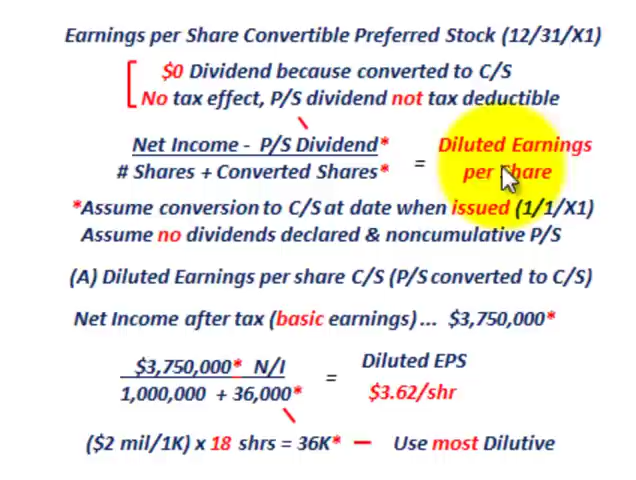 Earnings per Share Convertible Preferred Stock (12/31/X1)
$0 Dividend because converted to C/S
No tax effect, P/S dividend not tax deductible
Net Income - P/S Dividend*
# Shares + Converted Shares*
= Diluted Earnings per share
*Assume conversion to C/S at date when issued (1/1/X1)
Assume no dividends declared & noncumulative P/S
(A) Diluted Earnings per share C/S (P/S converted to C/S)
Net Income after tax (basic earnings)... $3,750,000*
$3,750,000* N/I
1,000,000 + 36,000*
= Diluted EPS
$3.62/shr
($2 mil/1K) x 18 shrs = 36K* – Use most Dilutive